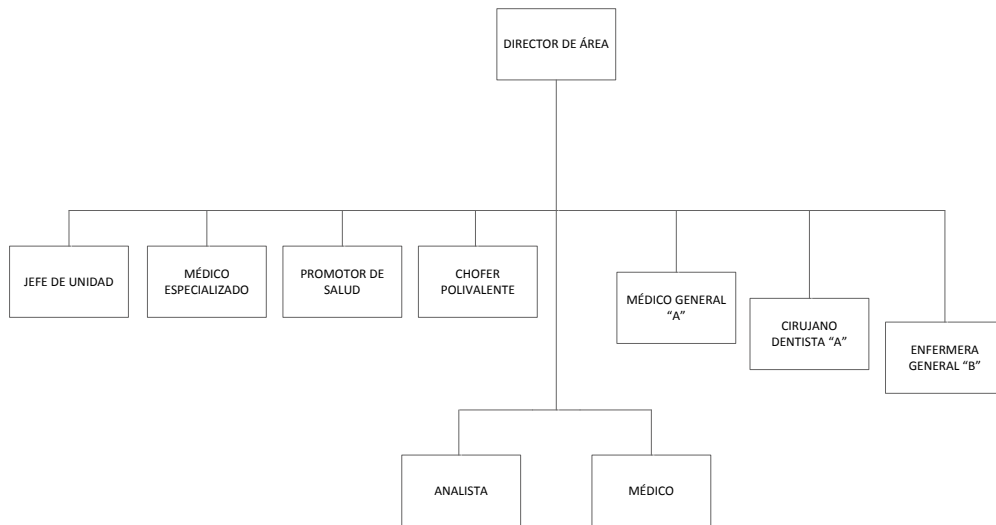 DIRECTOR DE ÁREA
JEFE DE UNIDAD
MÉDICO
ESPECIALIZADO
PROMOTOR DE
SALUD
CHOFER
POLIVALENTE
MÉDICO GENERAL
“A”
CIRUJANO
DENTISTA “A”
ENFERMERA
GENERAL “B”
ANALISTA
MÉDICO